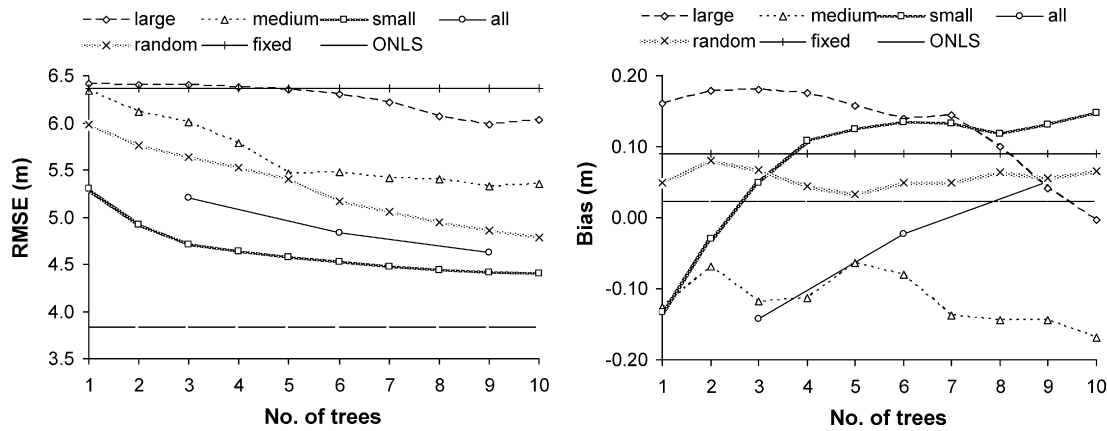 large medium small all
random fixed ONLS
6.5
6.0
5.5
5.0
4.5
4.0
3.5
RMSE (m)
1 2 3 4 5 6 7 8 9 10
No. of trees
large medium small all
random fixed ONLS
0.20
0.10
0.00
-0.10
-0.20
Bias (m)
1 2 3 4 5 6 7 8 9 10
No. of trees